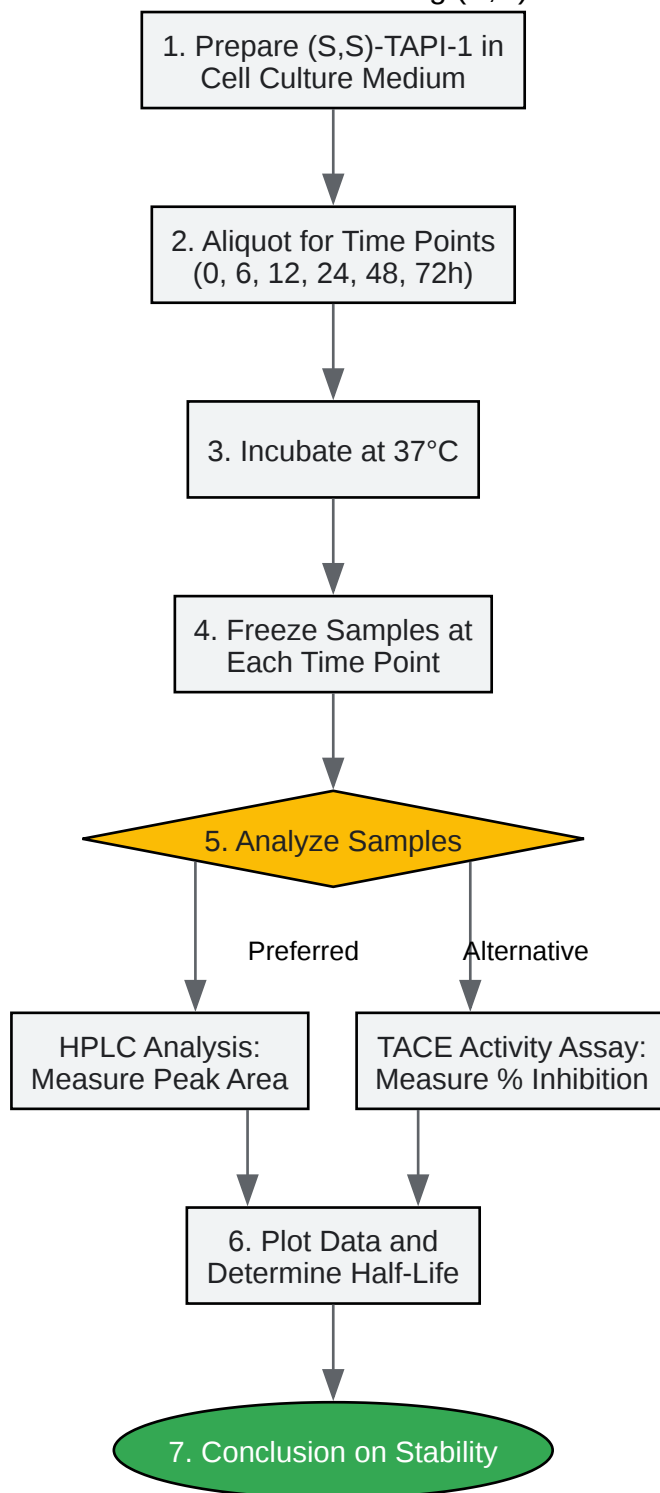 1. Prepare (S,S)-TAPI-1 in
Cell Culture Medium
2. Aliquot for Time Points
(0, 6, 12, 24, 48, 72h)
3. Incubate at 37°C
4. Freeze Samples at
Each Time Point
5. Analyze Samples
Preferred
Alternative
HPLC Analysis:
Measure Peak Area
TACE Activity Assay:
Measure % Inhibition
6. Plot Data and
Determine Half-Life
7. Conclusion on Stability